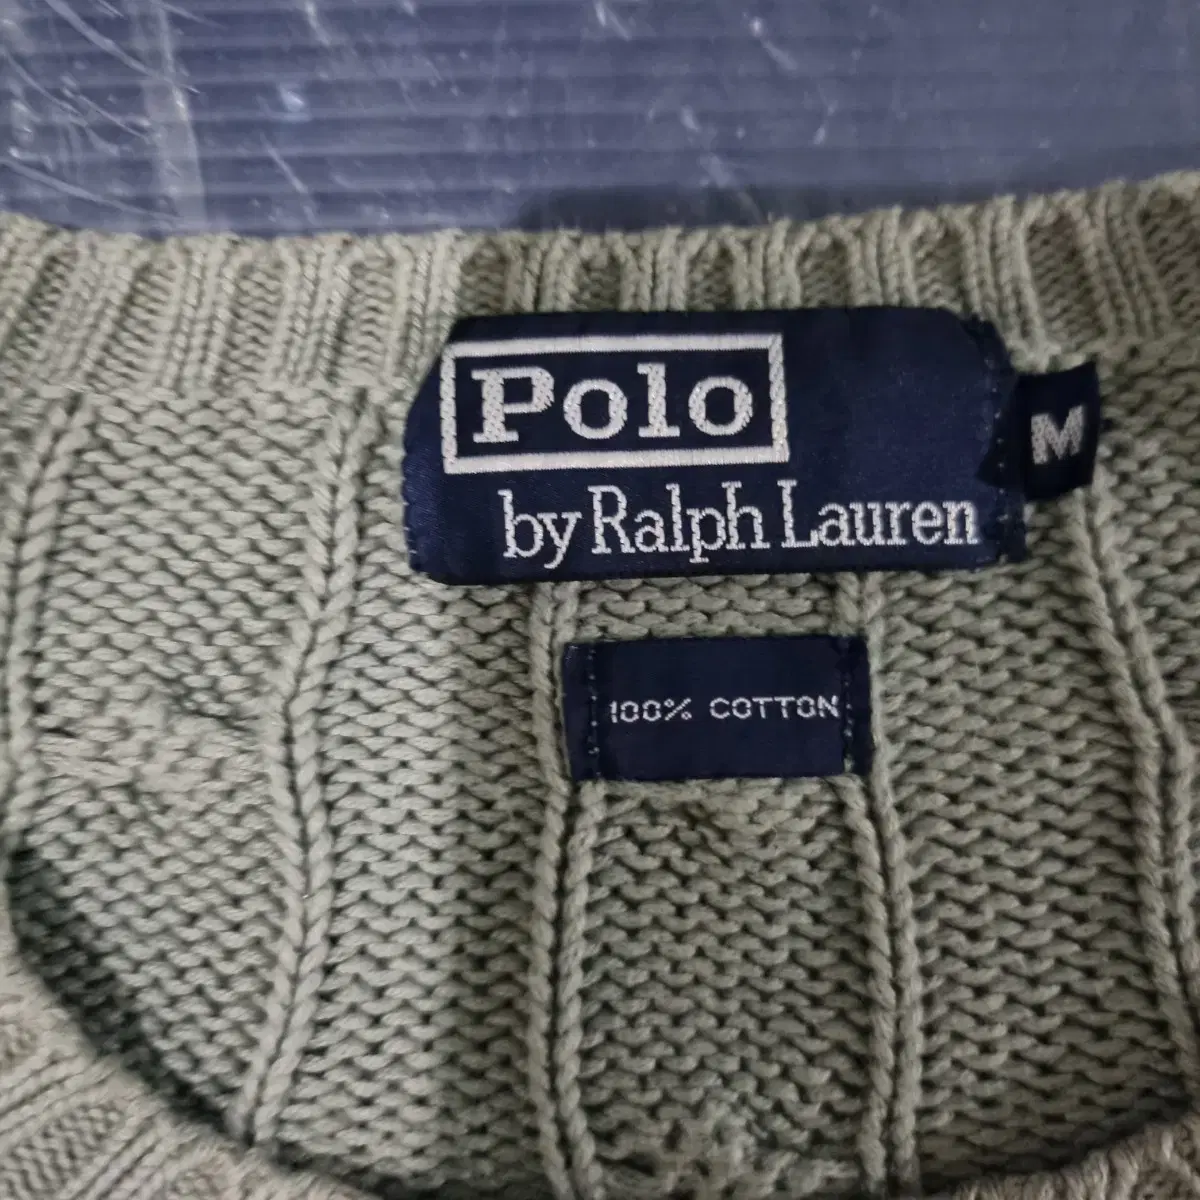 Polo
by Ralph Lauren
M
100% COTTON